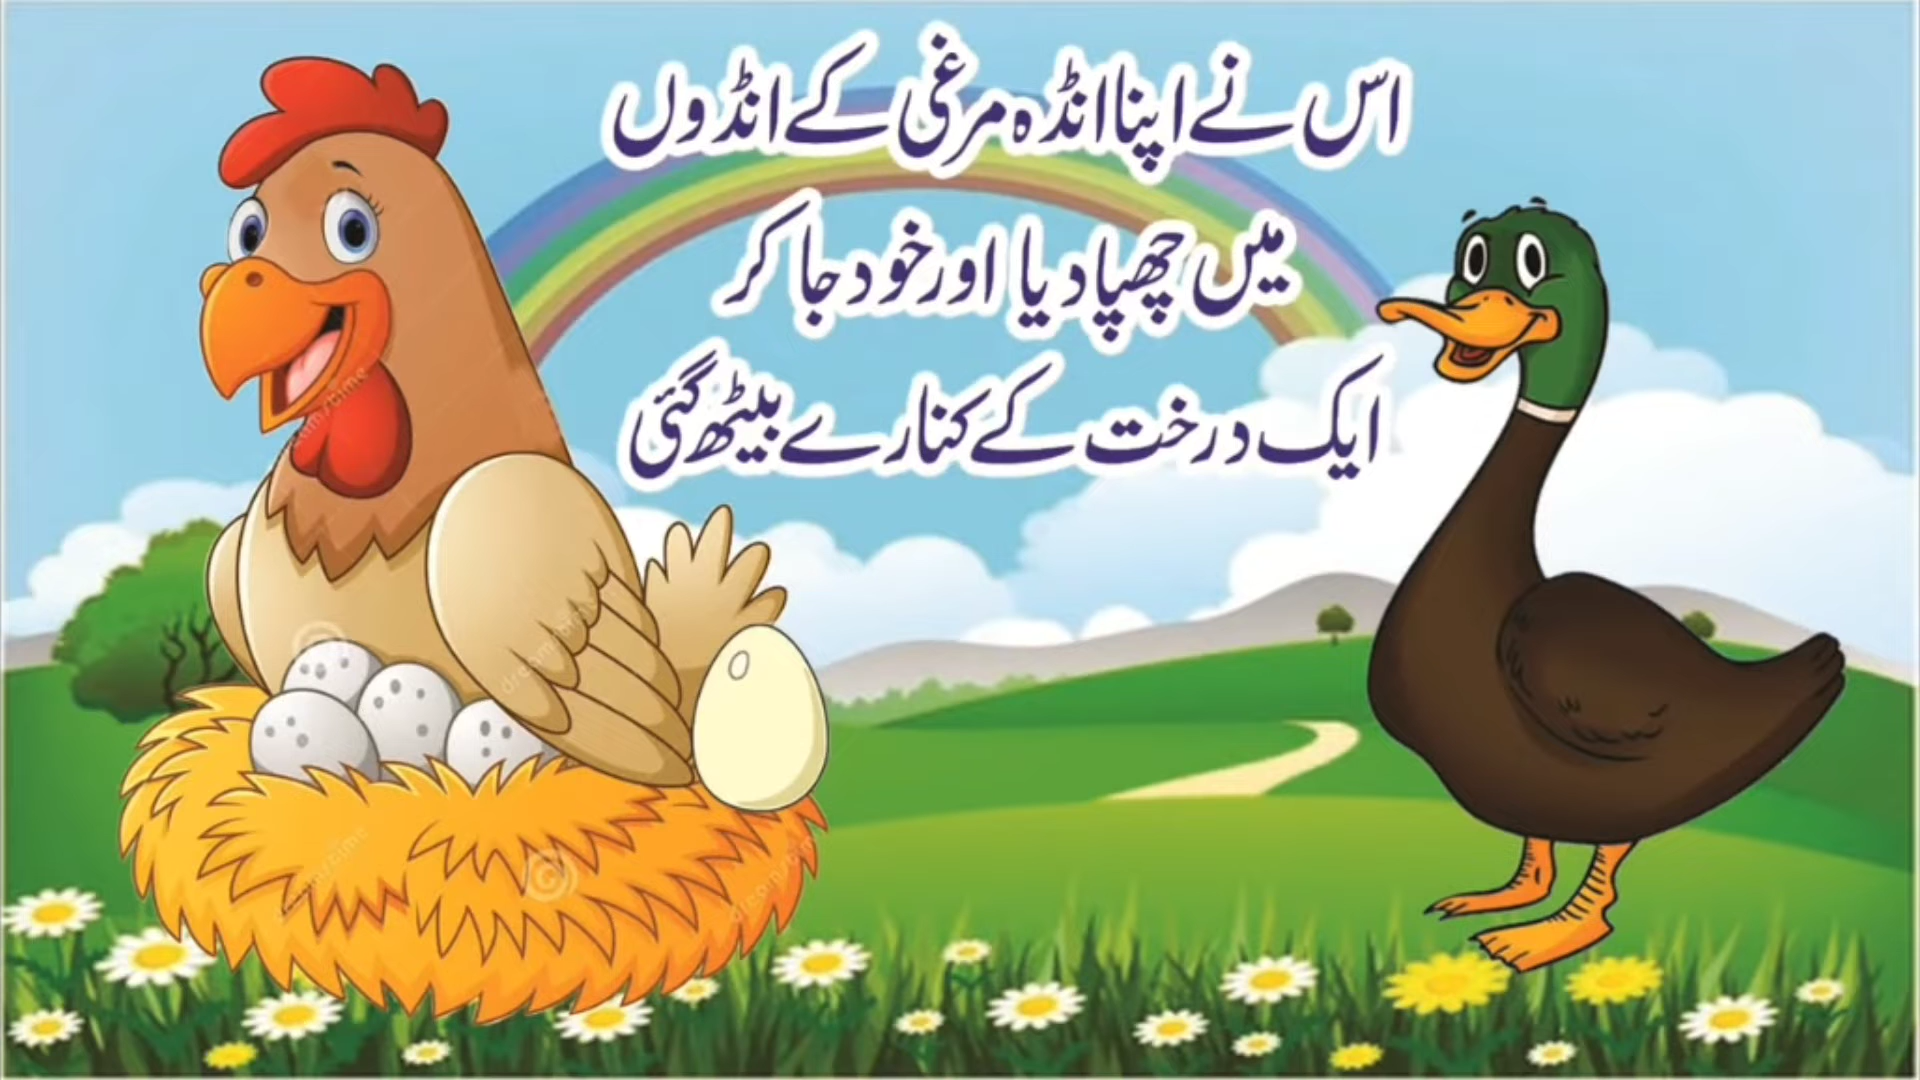 اس نے اپنا انڈہ مرغی کے انڈوں
میں چھپا دیا اور خود جا کر
ایک درخت کے کنارے بیٹھ گئی